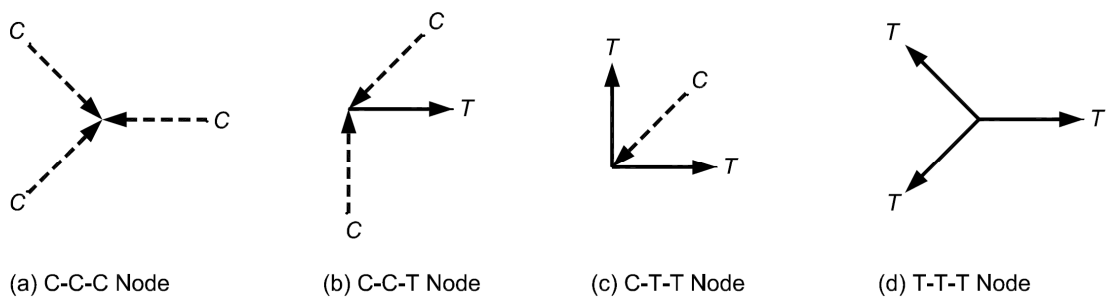 C
C
C
(a) C-C-C Node
C
T
C
(b) C-C-T Node
T
C
T
(c) C-T-T Node
T
T
T
(d) T-T-T Node